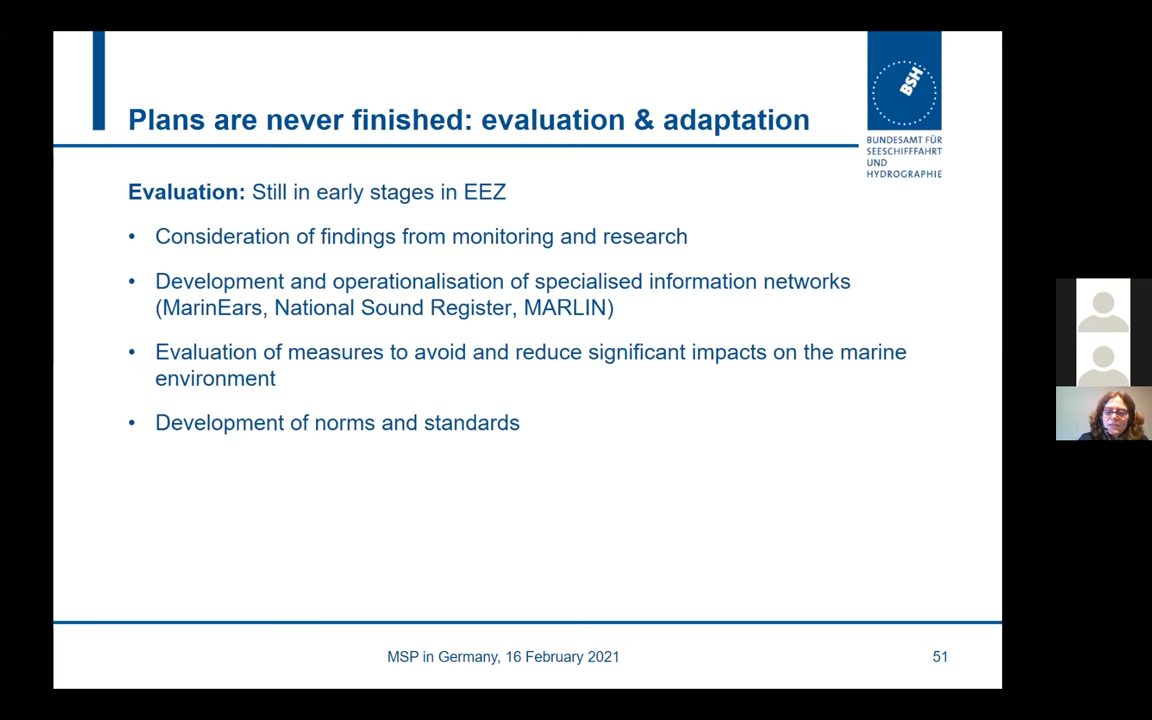 BSH
BUNDESAMT FÜR
SEESCHIFFFAHRT
UND
HYDROGRAPHIE
Plans are never finished: evaluation & adaptation
Evaluation: Still in early stages in EEZ
• Consideration of findings from monitoring and research
• Development and operationalisation of specialised information networks
(MarinEars, National Sound Register, MARLIN)
• Evaluation of measures to avoid and reduce significant impacts on the marine
environment
• Development of norms and standards
MSP in Germany, 16 February 2021
51